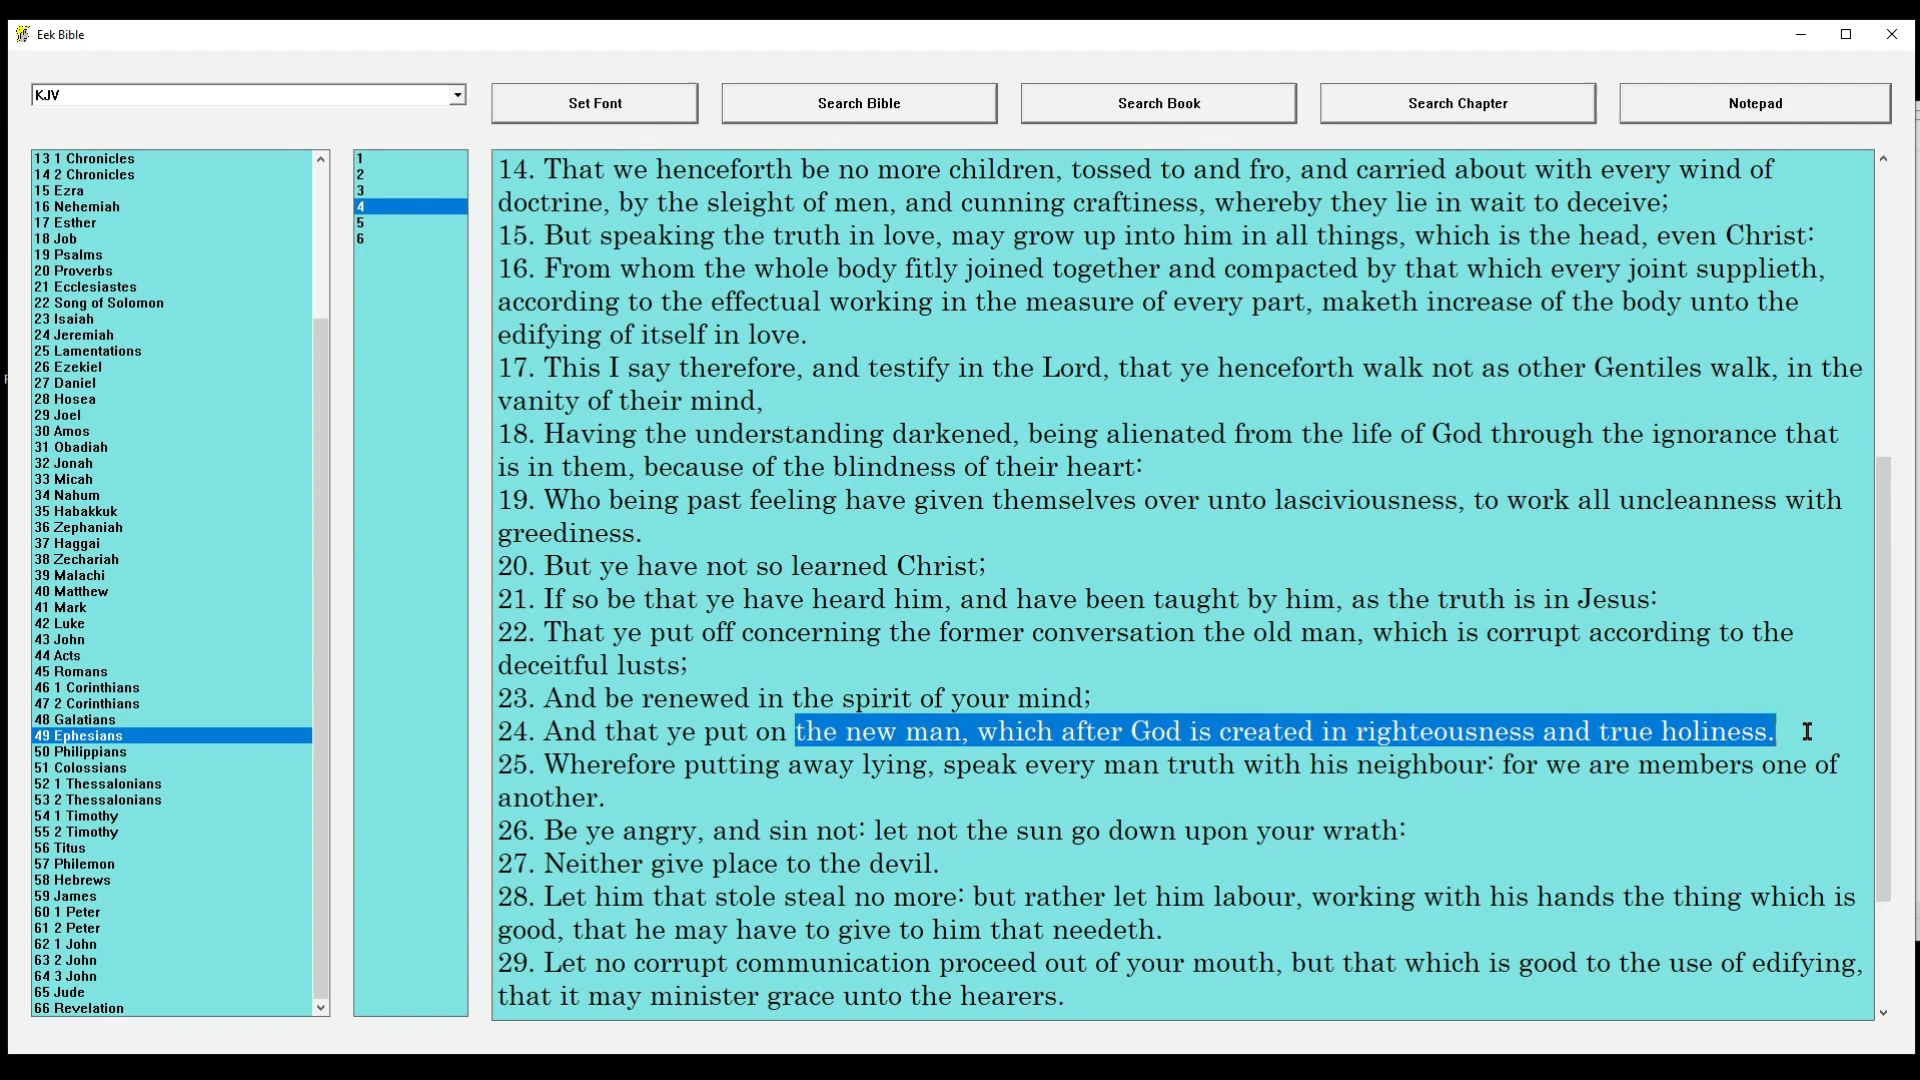 Eek Bible
KJV
Set Font
Search Bible
Search Book
Search Chapter
Notepad
13 1 Chronicles
14 2 Chronicles
15 Ezra
16 Nehemiah
17 Esther
18 Job
19 Psalms
20 Proverbs
21 Ecclesiastes
22 Song of Solomon
23 Isaiah
24 Jeremiah
25 Lamentations
26 Ezekiel
27 Daniel
28 Hosea
29 Joel
30 Amos
31 Obadiah
32 Jonah
33 Micah
34 Nahum
35 Habakkuk
36 Zephaniah
37 Haggai
38 Zechariah
39 Malachi
40 Matthew
41 Mark
42 Luke
43 John
44 Acts
45 Romans
46 1 Corinthians
47 2 Corinthians
48 Galatians
49 Ephesians
50 Philippians
51 Colossians
52 1 Thessalonians
53 2 Thessalonians
54 1 Timothy
55 2 Timothy
56 Titus
57 Philemon
58 Hebrews
59 James
60 1 Peter
61 2 Peter
62 1 John
63 2 John
64 3 John
65 Jude
66 Revelation
1
2
3
4
5
6
14. That we henceforth be no more children, tossed to and fro, and carried about with every wind of
doctrine, by the sleight of men, and cunning craftiness, whereby they lie in wait to deceive;
15. But speaking the truth in love, may grow up into him in all things, which is the head, even Christ:
16. From whom the whole body fitly joined together and compacted by that which every joint supplieth,
according to the effectual working in the measure of every part, maketh increase of the body unto the
edifying of itself in love.
17. This I say therefore, and testify in the Lord, that ye henceforth walk not as other Gentiles walk, in the
vanity of their mind,
18. Having the understanding darkened, being alienated from the life of God through the ignorance that
is in them, because of the blindness of their heart:
19. Who being past feeling have given themselves over unto lasciviousness, to work all uncleanness with
greediness.
20. But ye have not so learned Christ;
21. If so be that ye have heard him, and have been taught by him, as the truth is in Jesus:
22. That ye put off concerning the former conversation the old man, which is corrupt according to the
deceitful lusts;
23. And be renewed in the spirit of your mind;
24. And that ye put on the new man, which after God is created in righteousness and true holiness.
25. Wherefore putting away lying, speak every man truth with his neighbour: for we are members one of
another.
26. Be ye angry, and sin not: let not the sun go down upon your wrath:
27. Neither give place to the devil.
28. Let him that stole steal no more: but rather let him labour, working with his hands the thing which is
good, that he may have to give to him that needeth.
29. Let no corrupt communication proceed out of your mouth, but that which is good to the use of edifying,
that it may minister grace unto the hearers.